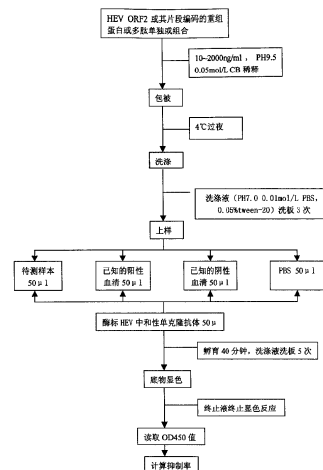 HEV ORF2 或其片段编码的重组
蛋白或多肽单独或组合
10~2000ng/ml, PH9.5
0.05mol/L CB 稀释
包被
4℃过夜
洗涤
洗涤液（PH7.0 0.01mol/L PBS,
0.05%tween-20）洗板 3 次
上样
待测样本
50μl
已知的阳性
血清 50μl
已知的阴性
血清 50μl
PBS 50μl
酶标 HEV 中和性单克隆抗体 50μ
孵育 40 分钟，洗涤液洗板 5 次
底物显色
终止液终止显色反应
读取 OD450 值
计算抑制率